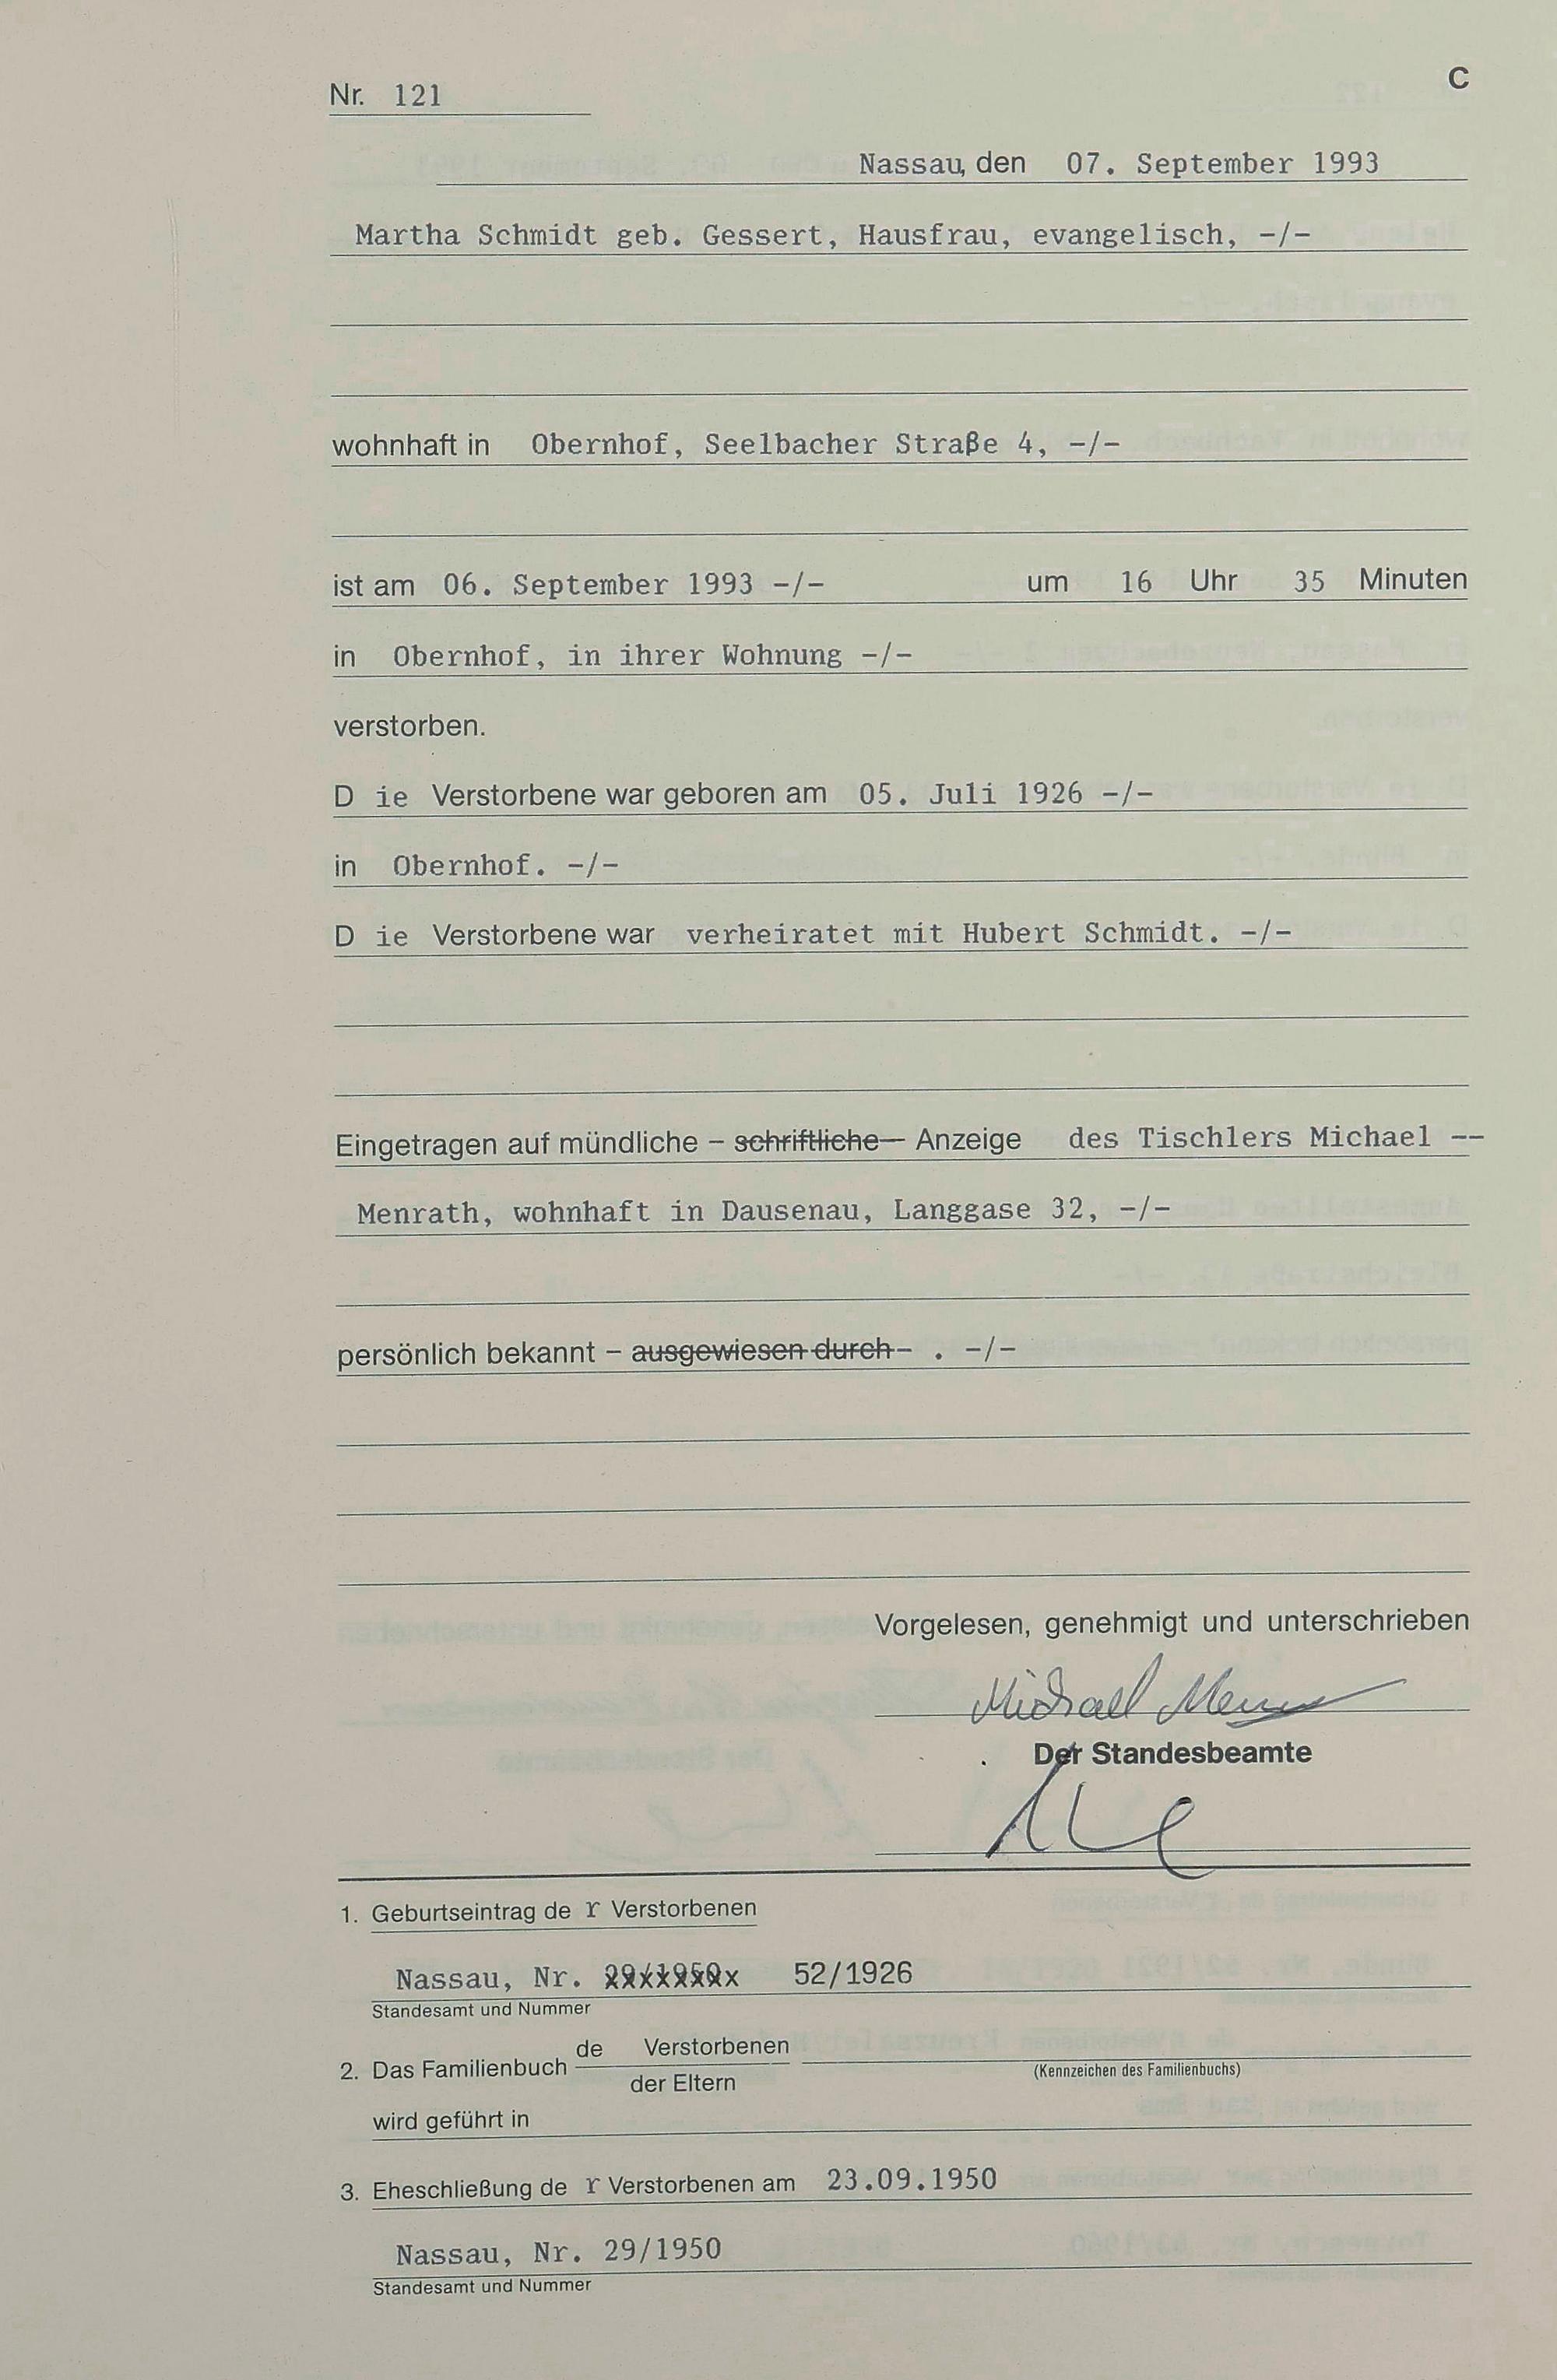 C
Nr. 121
Nassau, den 07. September 1993
Martha Schmidt geb. Gessert, Hausfrau, evangelisch, -/-
wohnhaft in Obernhof, Seelbacher Straße 4, -/-
ist am 06. September 1993 -/- um 16 Uhr 35 Minuten
in Obernhof, in ihrer Wohnung -/-
verstorben.
D ie Verstorbene war geboren am 05. Juli 1926 -/-
in Obernhof. -/-
D ie Verstorbene war verheiratet mit Hubert Schmidt. -/-
Eingetragen auf mündliche – schriftliche – Anzeige des Tischlers Michael --
Menrath, wohnhaft in Dausenau, Langgase 32, -/-
persönlich bekannt – ausgewiesen durch – . -/-
Vorgelesen, genehmigt und unterschrieben
Michael
Der Standesbeamte
1. Geburtseintrag de r Verstorbenen
Nassau, Nr. 29/1950 52/1926
Standesamt und Nummer
2. Das Familienbuch de Verstorbenen
der Eltern
(Kennzeichen des Familienbuchs)
wird geführt in
3. Eheschließung de r Verstorbenen am 23.09.1950
Nassau, Nr. 29/1950
Standesamt und Nummer